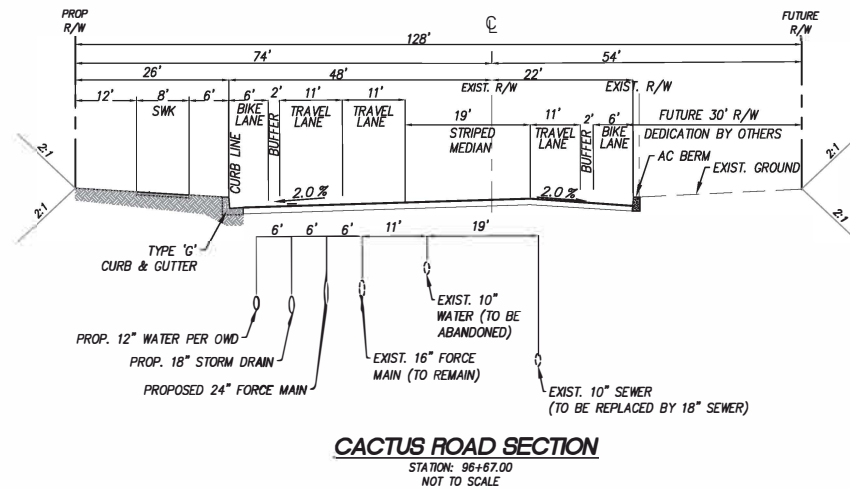 PROP
R/W
℄
FUTURE
R/W
128'
74'
54'
26'
48'
22'
EXIST. R/W
EXIST. R/W
12'
8'
6'
6'
2'
11'
11'
19'
11'
2'
6'
FUTURE 30' R/W
DEDICATION BY OTHERS
SWK
CURB LINE
BIKE
LANE
BUFFER
TRAVEL
LANE
TRAVEL
LANE
STRIPED
MEDIAN
TRAVEL
LANE
BUFFER
BIKE
LANE
AC BERM
EXIST. GROUND
2:1
2:1
2:1
2:1
2.0 %
2.0 %
TYPE 'G'
CURB & GUTTER
6'
6'
6'
11'
19'
PROP. 12" WATER PER OWD
PROP. 18" STORM DRAIN
PROPOSED 24" FORCE MAIN
EXIST. 16" FORCE
MAIN (TO REMAIN)
EXIST. 10"
WATER (TO BE
ABANDONED)
EXIST. 10" SEWER
(TO BE REPLACED BY 18" SEWER)
CACTUS ROAD SECTION
STATION: 96+67.00
NOT TO SCALE